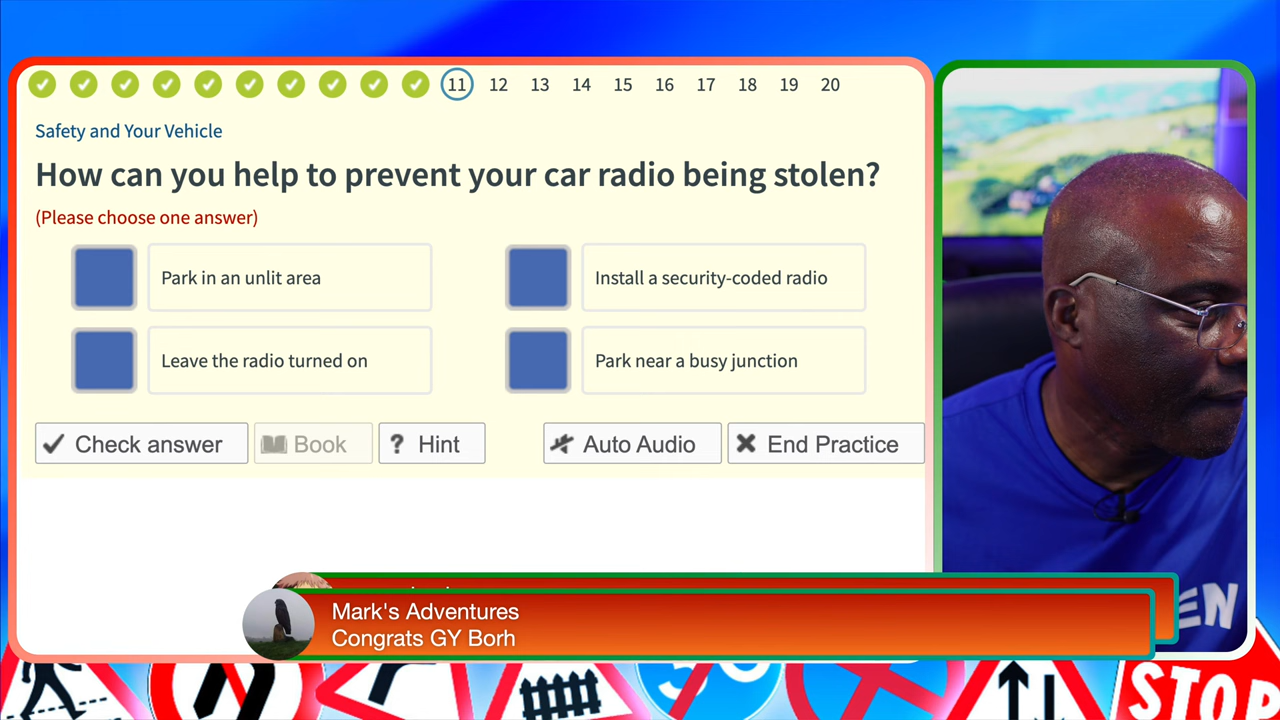 11 12 13 14 15 16 17 18 19 20
Safety and Your Vehicle
How can you help to prevent your car radio being stolen?
(Please choose one answer)
Park in an unlit area
Install a security-coded radio
Leave the radio turned on
Park near a busy junction
Check answer
Book
? Hint
Auto Audio
End Practice
Mark's Adventures
Congrats GY Borh
EN
STOP